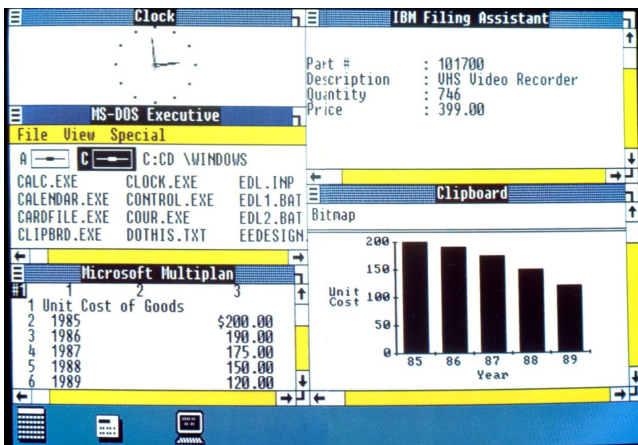 Clock
MS-DOS Executive
File View Special
A C C:CD \WINDOWS
CALC.EXE CLOCK.EXE EDL.INP
CALENDAR.EXE CONTROL.EXE EDL1.BAT
CARDFILE.EXE COUR.EXE EDL2.BAT
CLIPBRD.EXE DOTHIS.TXT EEDESIGN.
Microsoft Multiplan
#1 1 2 3
1 Unit Cost of Goods
2 1985 $200.00
3 1986 190.00
4 1987 175.00
5 1988 150.00
6 1989 120.00
IBM Filing Assistant
Part # : 101700
Description : VHS Video Recorder
Quantity : 746
Price : 399.00
Clipboard
Bitmap
200
150
Unit
Cost
100
50
0
85 86 87 88 89
Year